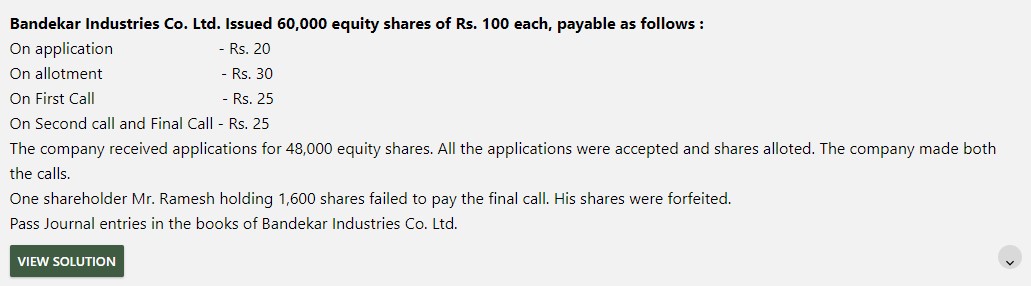 Bandekar Industries Co. Ltd. Issued 60,000 equity shares of Rs. 100 each, payable as follows :
On application - Rs. 20
On allotment - Rs. 30
On First Call - Rs. 25
On Second call and Final Call - Rs. 25
The company received applications for 48,000 equity shares. All the applications were accepted and shares alloted. The company made both
the calls.
One shareholder Mr. Ramesh holding 1,600 shares failed to pay the final call. His shares were forfeited.
Pass Journal entries in the books of Bandekar Industries Co. Ltd.
VIEW SOLUTION